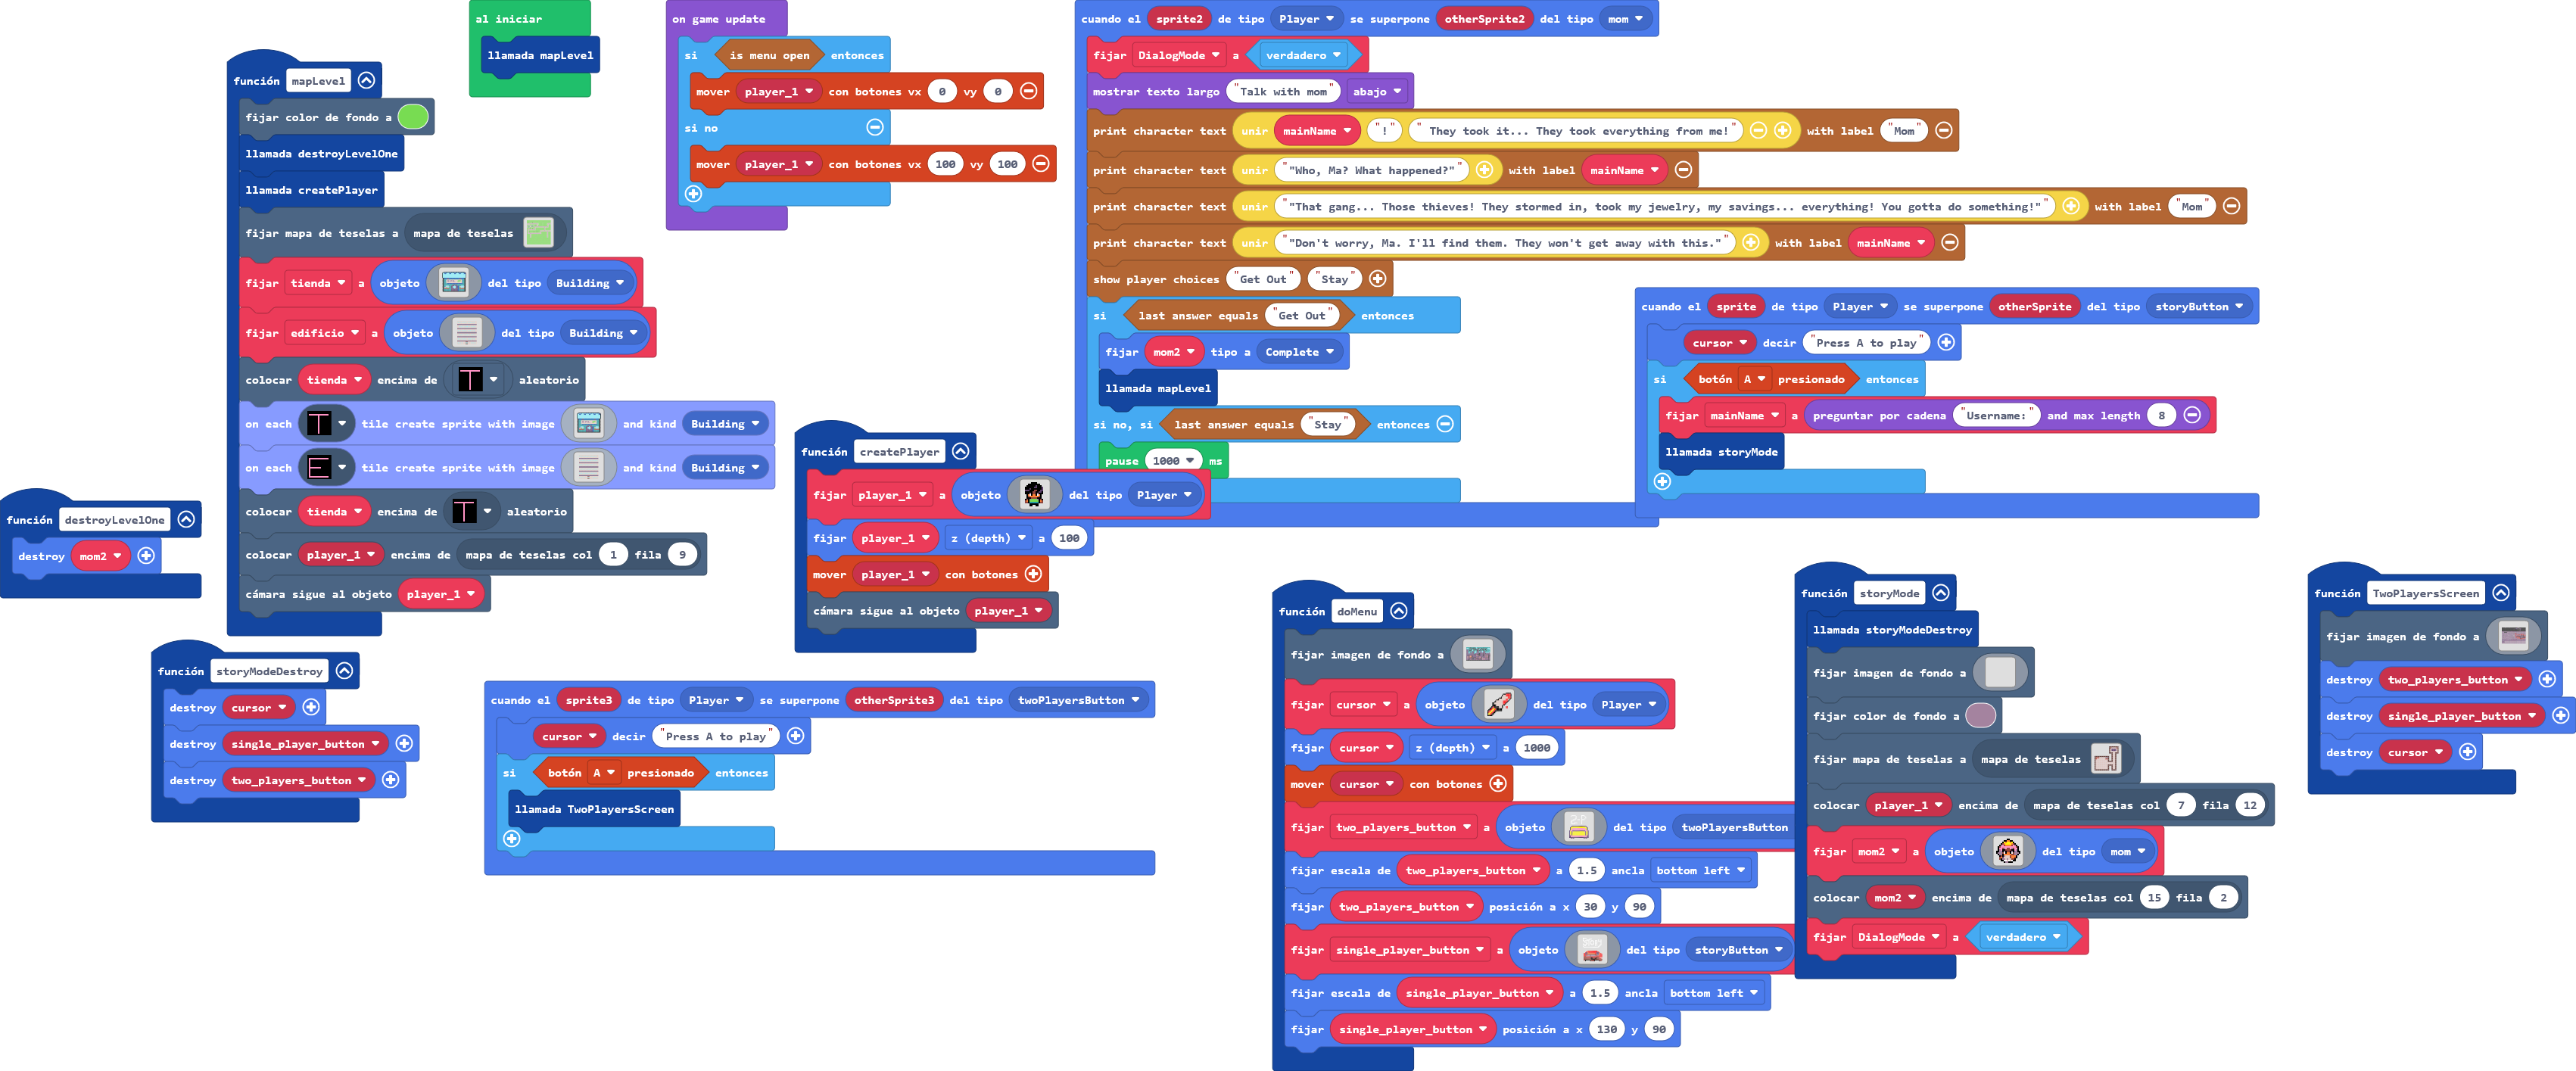 al iniciar
llamada mapLevel
on game update
si is menu open entonces
mover player_1 con botones vx 0 vy 0
si no
mover player_1 con botones vx 100 vy 100
cuando el sprite2 de tipo Player se superpone otherSprite2 del tipo mom
fijar DialogMode a verdadero
mostrar texto largo "Talk with mom" abajo
print character text unir mainName "!" " They took it... They took everything from me!" with label "Mom"
print character text unir ""Who, Ma? What happened?"" with label mainName
print character text unir ""That gang... Those thieves! They stormed in, took my jewelry, my savings... everything! You gotta do something!"" with label "Mom"
print character text unir ""Don't worry, Ma. I'll find them. They won't get away with this."" with label mainName
show player choices "Get Out" "Stay"
si last answer equals "Get Out" entonces
fijar mom2 tipo a Complete
llamada mapLevel
si no, si last answer equals "Stay" entonces
pause 1000 ms
función mapLevel
fijar color de fondo a
llamada destroyLevelOne
llamada createPlayer
fijar mapa de teselas a mapa de teselas
fijar tienda a objeto del tipo Building
fijar edificio a objeto del tipo Building
colocar tienda encima de T aleatorio
on each T tile create sprite with image and kind Building
on each E tile create sprite with image and kind Building
colocar tienda encima de T aleatorio
colocar player_1 encima de mapa de teselas col 1 fila 9
cámara sigue al objeto player_1
cuando el sprite de tipo Player se superpone otherSprite del tipo storyButton
cursor decir "Press A to play"
si botón A presionado entonces
fijar mainName a preguntar por cadena "Username:" and max length 8
llamada storyMode
función createPlayer
fijar player_1 a objeto del tipo Player
fijar player_1 z (depth) a 100
mover player_1 con botones
cámara sigue al objeto player_1
función destroyLevelOne
destroy mom2
función storyModeDestroy
destroy cursor
destroy single_player_button
destroy two_players_button
cuando el sprite3 de tipo Player se superpone otherSprite3 del tipo twoPlayersButton
cursor decir "Press A to play"
si botón A presionado entonces
llamada TwoPlayersScreen
función doMenu
fijar imagen de fondo a
fijar cursor a objeto del tipo Player
fijar cursor z (depth) a 1000
mover cursor con botones
fijar two_players_button a objeto 2-P del tipo twoPlayersButton
fijar escala de two_players_button a 1.5 ancla bottom left
fijar two_players_button posición a x 30 y 90
fijar single_player_button a objeto del tipo storyButton
fijar escala de single_player_button a 1.5 ancla bottom left
fijar single_player_button posición a x 130 y 90
función storyMode
llamada storyModeDestroy
fijar imagen de fondo a
fijar color de fondo a
fijar mapa de teselas a mapa de teselas
colocar player_1 encima de mapa de teselas col 7 fila 12
fijar mom2 a objeto del tipo mom
colocar mom2 encima de mapa de teselas col 15 fila 2
fijar DialogMode a verdadero
función TwoPlayersScreen
fijar imagen de fondo a
destroy two_players_button
destroy single_player_button
destroy cursor